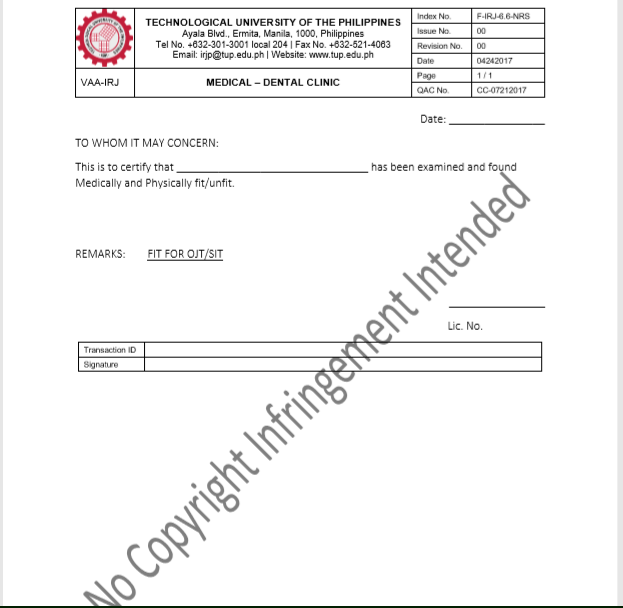 TECHNOLOGICAL UNIVERSITY OF THE PHILIPPINES
Ayala Blvd., Ermita, Manila, 1000, Philippines
Tel No. +632-301-3001 local 204 | Fax No. +632-521-4063
Email: irjp@tup.edu.ph | Website: www.tup.edu.ph
Index No. F-IRJ-6.6-NRS
Issue No. 00
Revision No. 00
Date 04242017
VAA-IRJ
MEDICAL – DENTAL CLINIC
Page 1 / 1
QAC No. CC-07212017
Date: _______________
TO WHOM IT MAY CONCERN:
This is to certify that ______________________________ has been examined and found
Medically and Physically fit/unfit.
REMARKS: FIT FOR OJT/SIT
_______________
Lic. No.
Transaction ID
Signature
No Copyright Infringement Intended